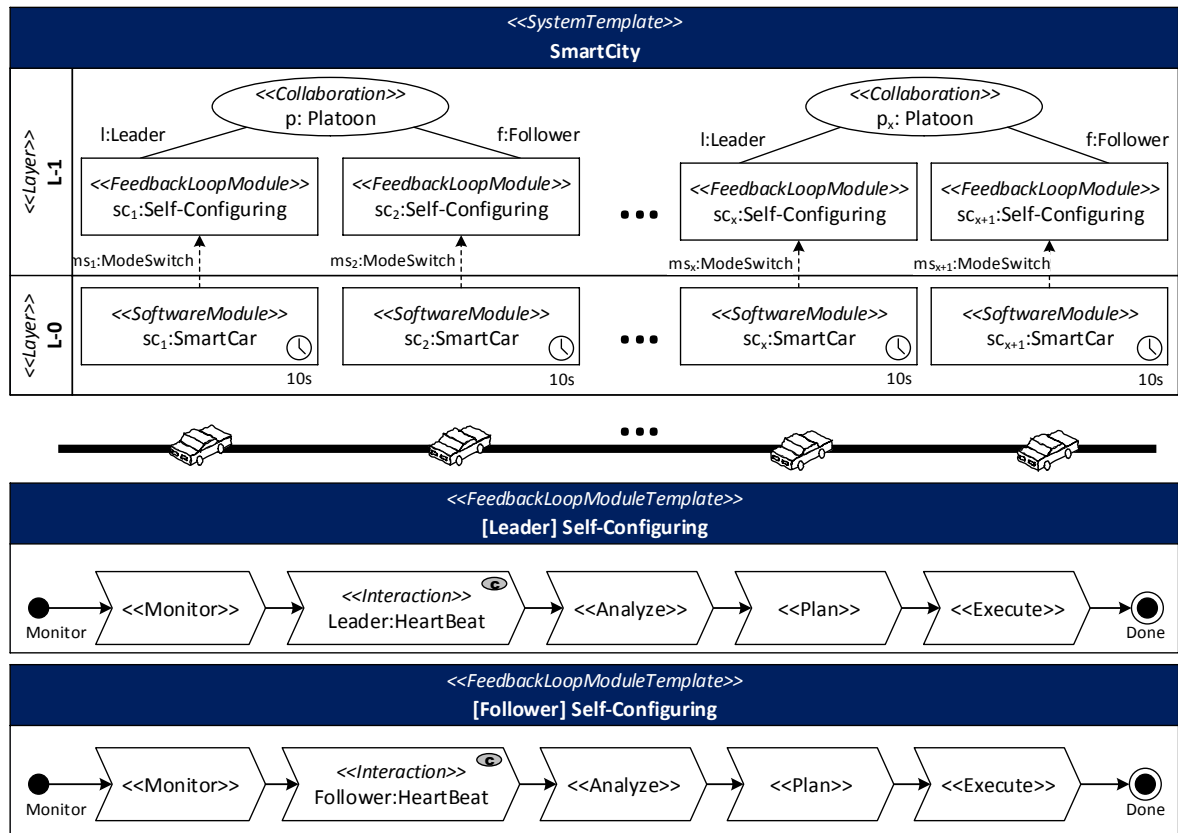 <<SystemTemplate>>
SmartCity
<<Layer>>
L-1
<<Collaboration>>
p: Platoon
l:Leader
f:Follower
<<Collaboration>>
px: Platoon
l:Leader
f:Follower
<<FeedbackLoopModule>>
sc1:Self-Configuring
<<FeedbackLoopModule>>
sc2:Self-Configuring
...
<<FeedbackLoopModule>>
scx:Self-Configuring
<<FeedbackLoopModule>>
scx+1:Self-Configuring
ms1:ModeSwitch
ms2:ModeSwitch
msx:ModeSwitch
msx+1:ModeSwitch
<<Layer>>
L-0
<<SoftwareModule>>
sc1:SmartCar
10s
<<SoftwareModule>>
sc2:SmartCar
10s
...
<<SoftwareModule>>
scx:SmartCar
10s
<<SoftwareModule>>
scx+1:SmartCar
10s
...
<<FeedbackLoopModuleTemplate>>
[Leader] Self-Configuring
Monitor
<<Monitor>>
<<Interaction>>
Leader:HeartBeat
c
<<Analyze>>
<<Plan>>
<<Execute>>
Done
<<FeedbackLoopModuleTemplate>>
[Follower] Self-Configuring
Monitor
<<Monitor>>
<<Interaction>>
Follower:HeartBeat
c
<<Analyze>>
<<Plan>>
<<Execute>>
Done